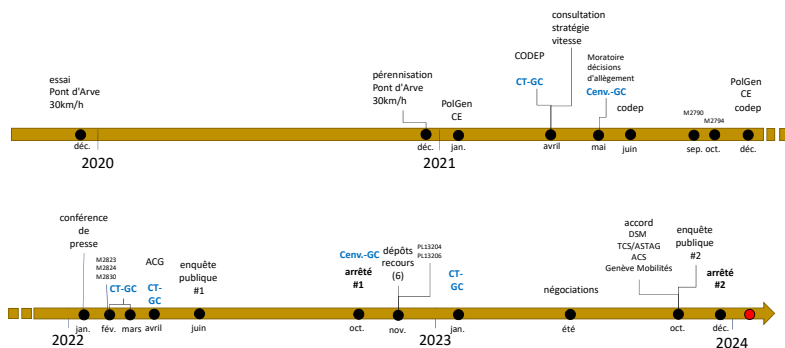 consultation
stratégie
vitesse
essai
Pont d'Arve
30km/h
pérennisation
Pont d'Arve
30km/h
PolGen
CE
CODEP
CT-GC
Moratoire
décisions
d'allègement
Cenv.-GC
codep
M2790
M2794
PolGen
CE
codep
déc.
2020
déc.
2021
jan.
avril
mai
juin
sep.
oct.
déc.
conférence
de
presse
M2823
M2824
M2830
CT-GC
ACG
CT-
GC
enquête
publique
#1
Cenv.-GC
arrêté
#1
dépôts
recours
(6)
PL13204
PL13206
CT-
GC
négociations
accord
DSM
TCS/ASTAG
ACS
Genève Mobilités
enquête
publique
#2
arrêté
#2
2022
jan.
fév.
mars
avril
juin
oct.
nov.
2023
jan.
été
oct.
déc.
2024